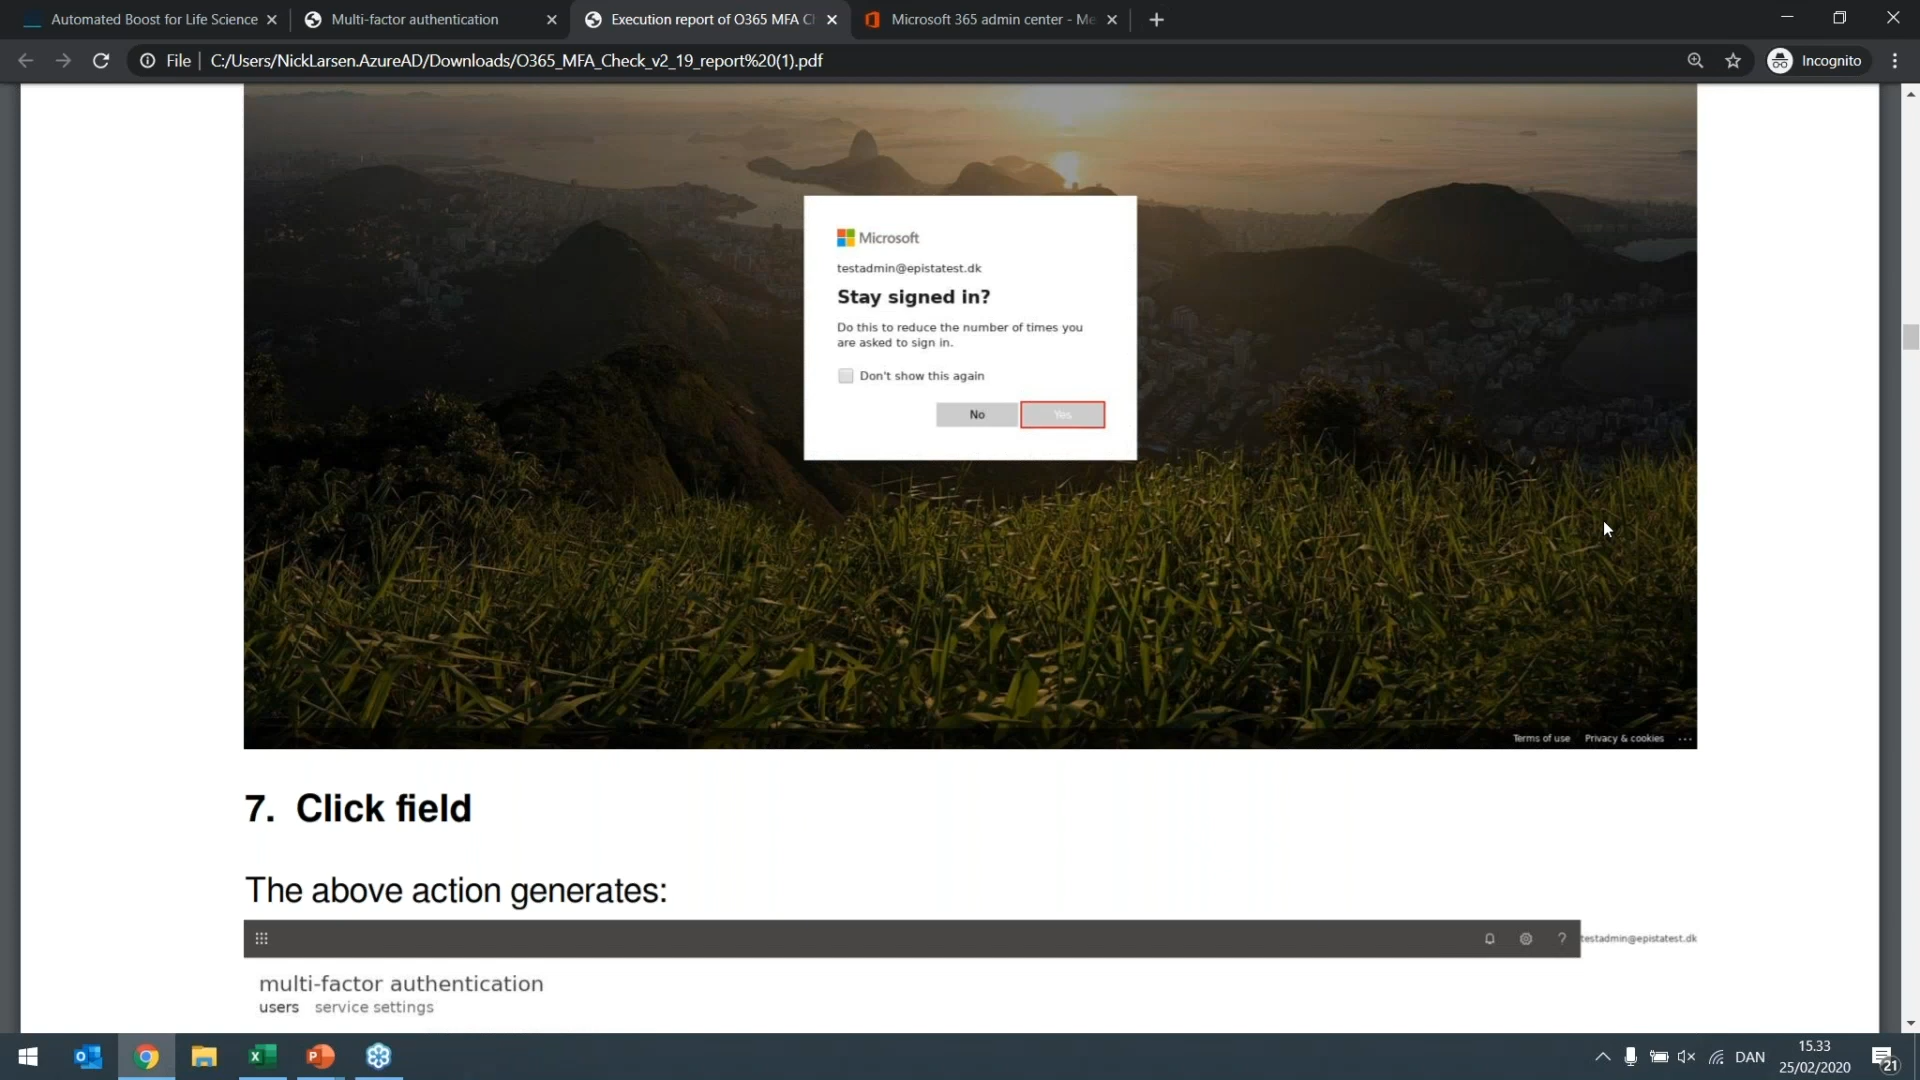 Automated Boost for Life Science
Multi-factor authentication
Execution report of O365 MFA Ch
Microsoft 365 admin center - Me
File
C:/Users/NickLarsen.AzureAD/Downloads/O365_MFA_Check_v2_19_report%20(1).pdf
Incognito
Microsoft
testadmin@epistatest.dk
Stay signed in?
Do this to reduce the number of times you
are asked to sign in.
Don't show this again
No
Yes
Terms of use Privacy & cookies ...
7. Click field
The above action generates:
? testadmin@epistatest.dk
multi-factor authentication
users service settings
DAN
15.33
25/02/2020
21